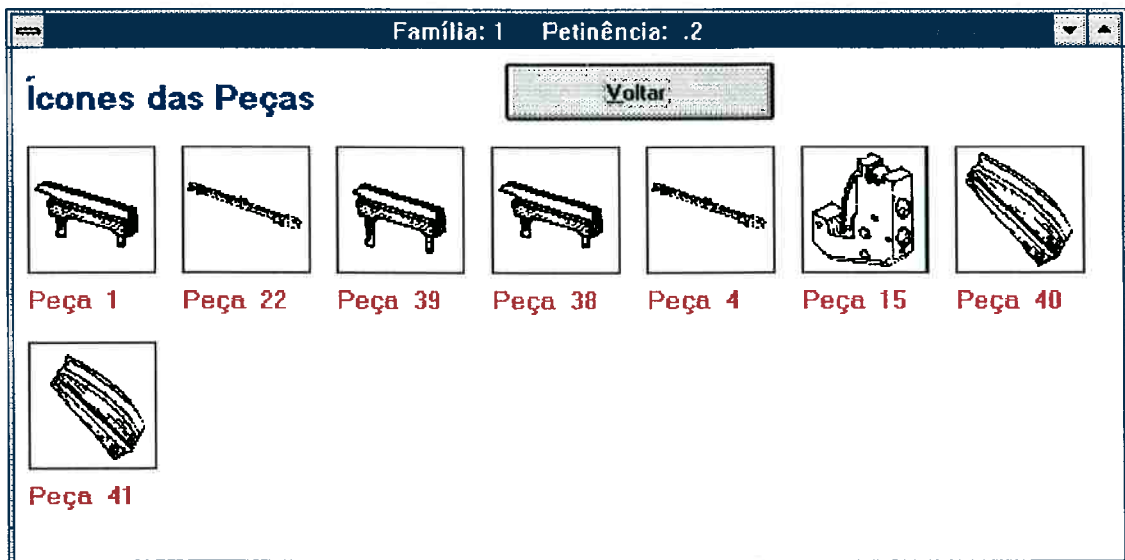 Família: 1 Petinência: .2
Ícones das Peças
Voltar
Peça 1 Peça 22 Peça 39 Peça 38 Peça 4 Peça 15 Peça 40
Peça 41